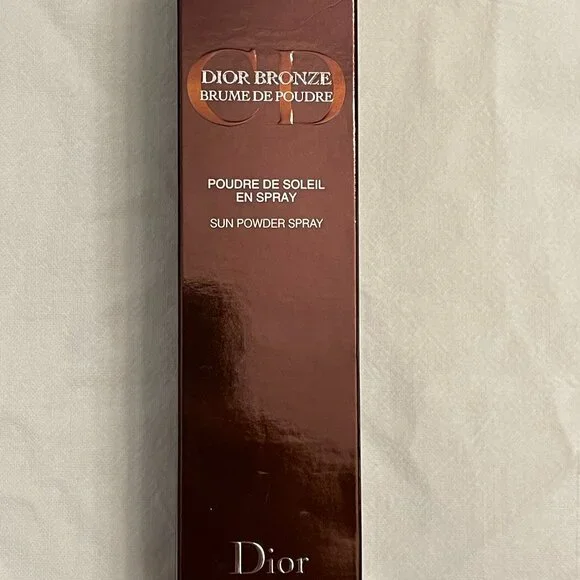 CD
DIOR BRONZE
BRUME DE POUDRE
POUDRE DE SOLEIL
EN SPRAY
SUN POWDER SPRAY
Dior